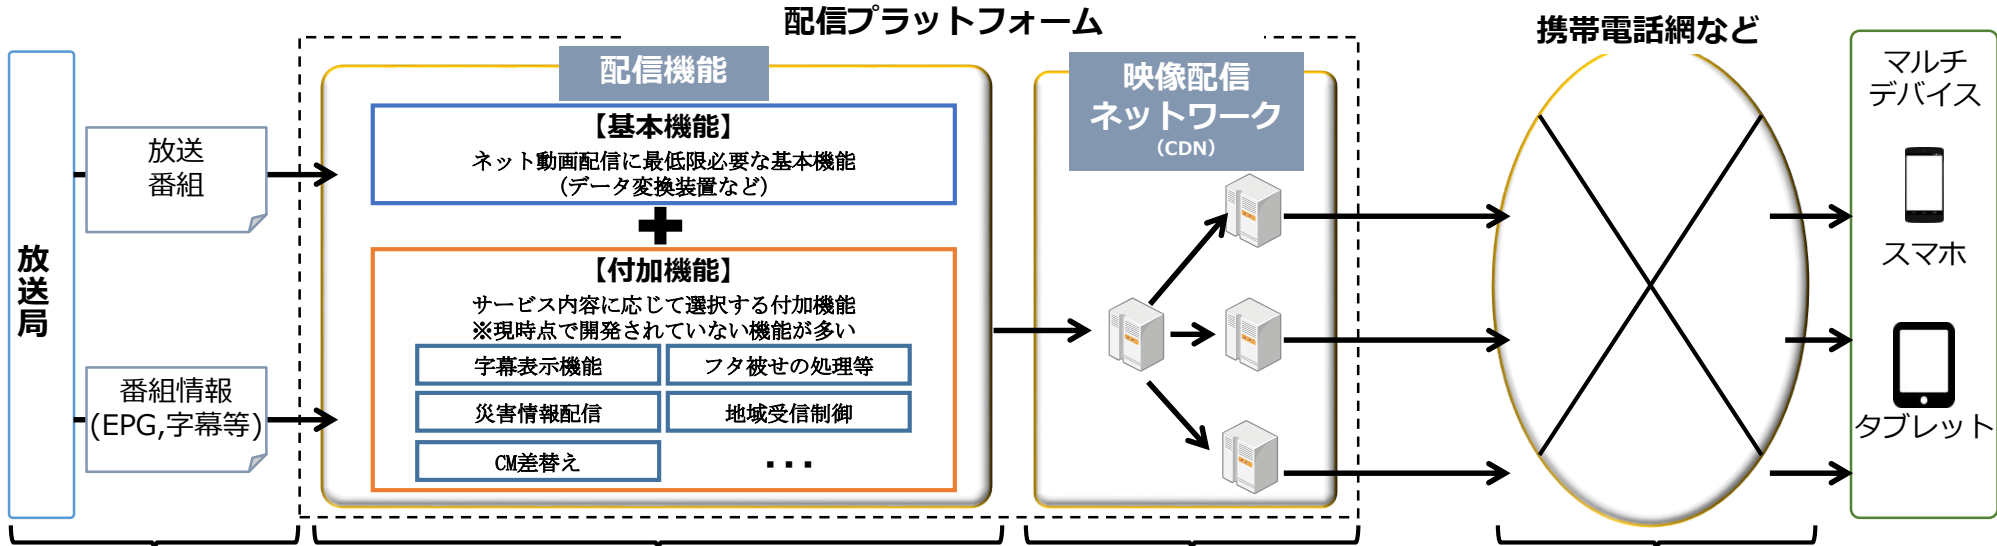 配信プラットフォーム
携帯電話網など
放送局
放送
番組
番組情報
(EPG,字幕等)
配信機能
【基本機能】
ネット動画配信に最低限必要な基本機能
(データ変換装置など)
【付加機能】
サービス内容に応じて選択する付加機能
※現時点で開発されていない機能が多い
字幕表示機能
フタ被せの処理等
災害情報配信
地域受信制御
CM差替え
･･･
映像配信
ネットワーク
（CDN）
マルチ
デバイス
スマホ
タブレット